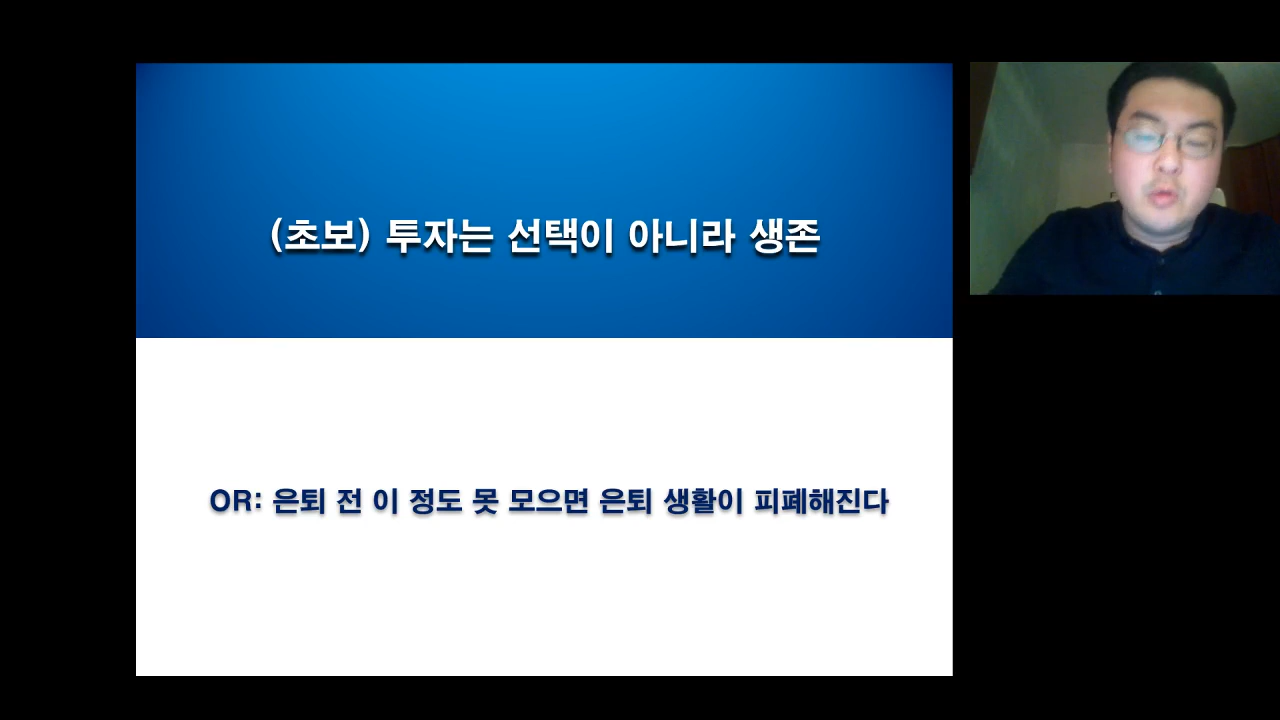 (초보) 투자는 선택이 아니라 생존
OR: 은퇴 전 이 정도 못 모으면 은퇴 생활이 피폐해진다